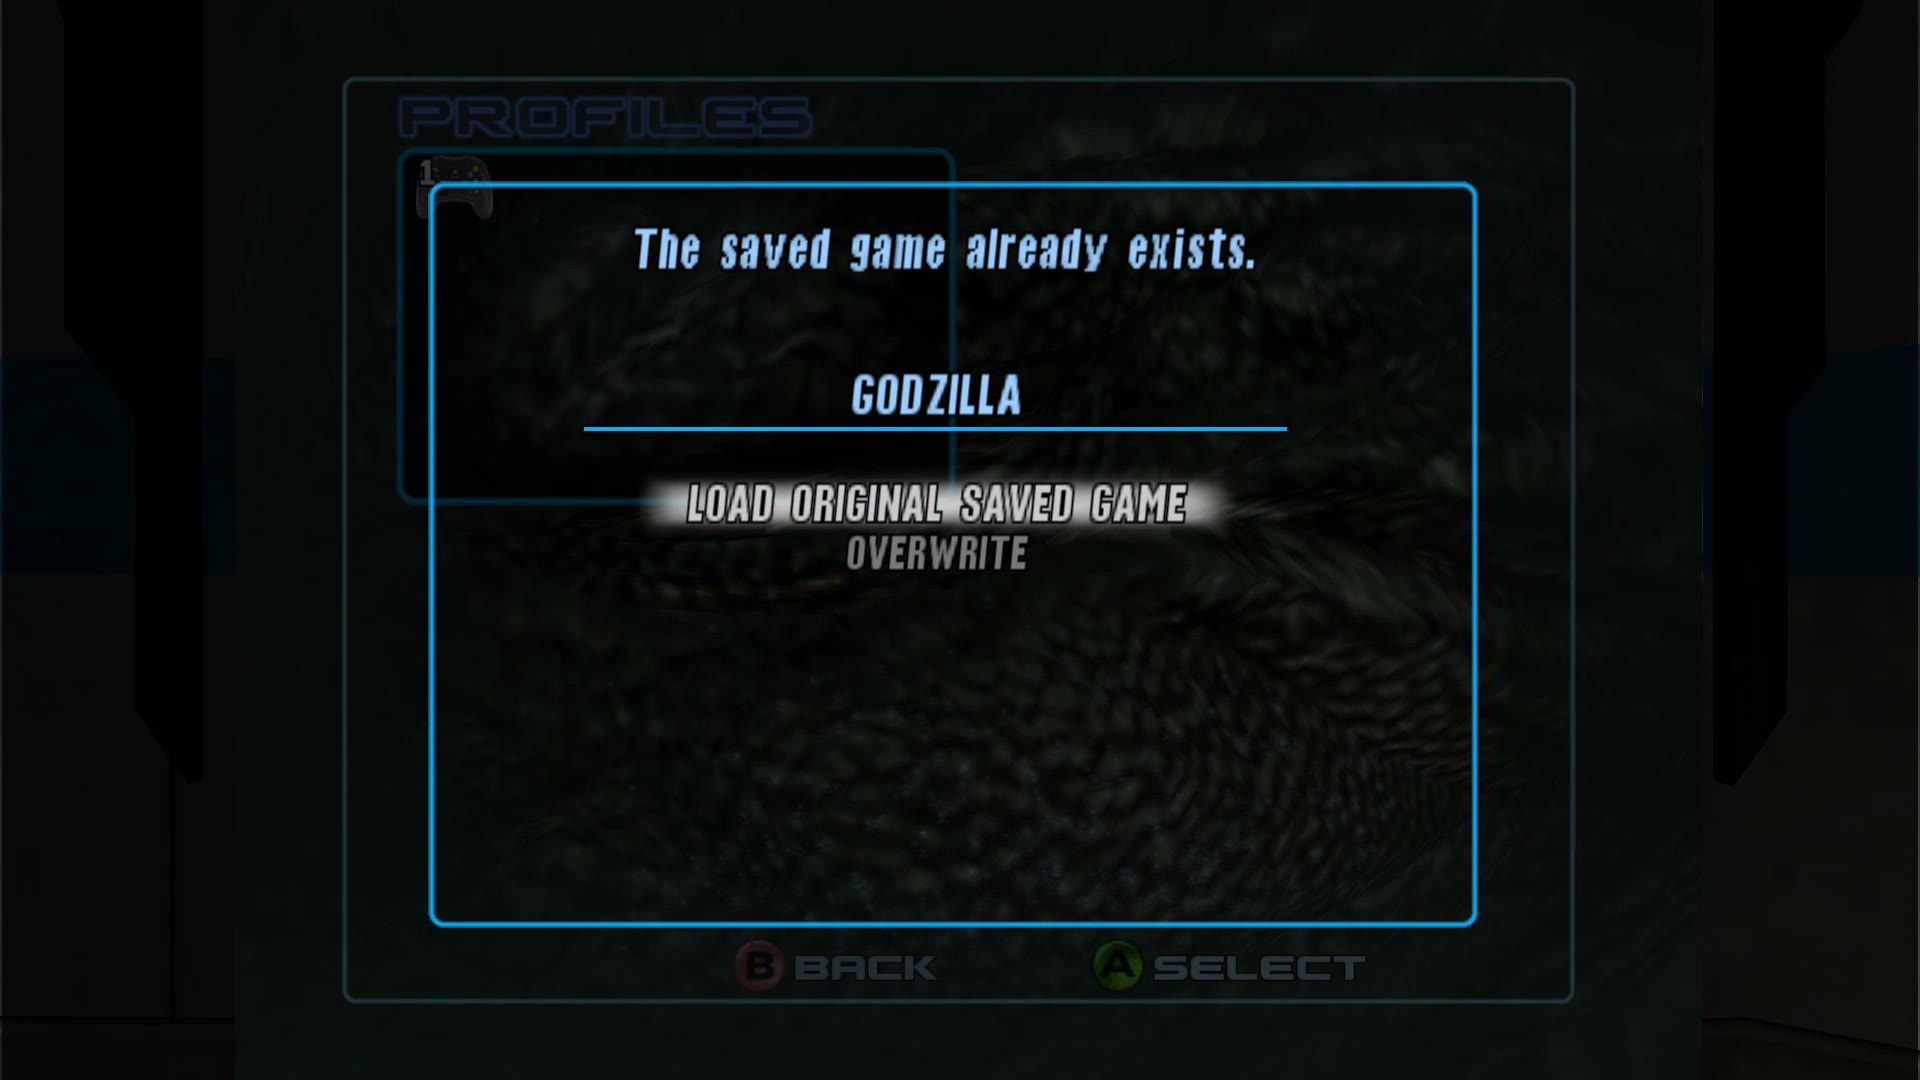 PROFILES
1
The saved game already exists.
GODZILLA
LOAD ORIGINAL SAVED GAME
OVERWRITE
B BACK
A SELECT